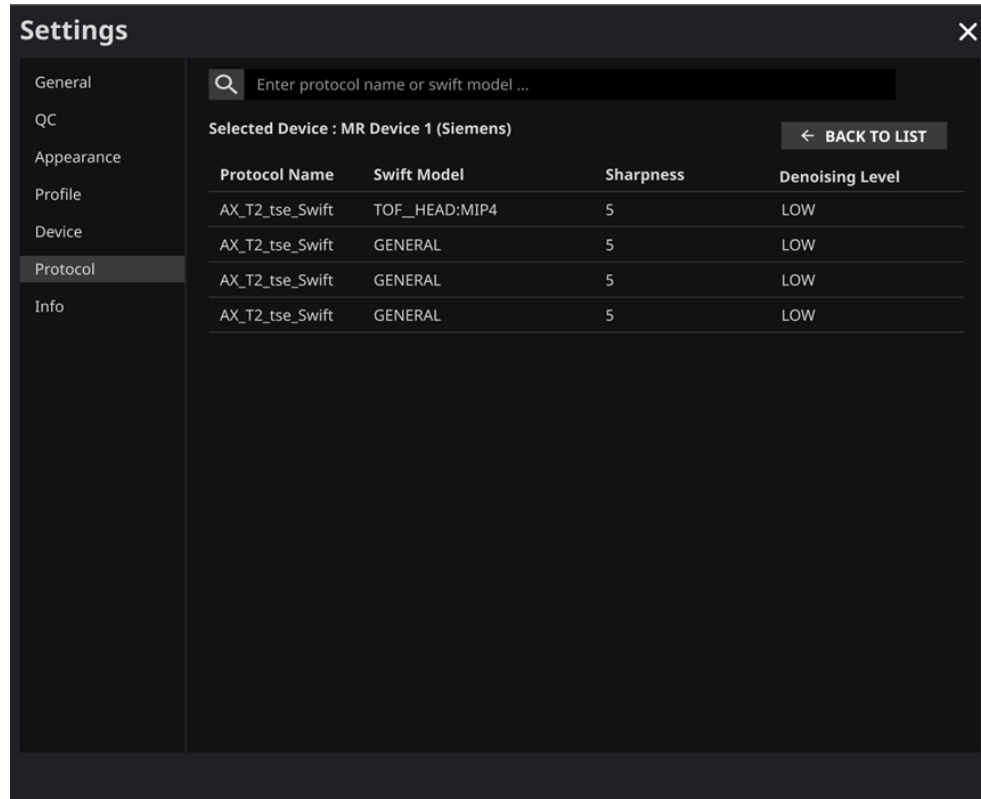 Settings
General
QC
Appearance
Profile
Device
Protocol
Info
Enter protocol name or swift model ...
Selected Device : MR Device 1 (Siemens)
← BACK TO LIST
Protocol Name Swift Model Sharpness Denoising Level
AX_T2_tse_Swift TOF__HEAD:MIP4 5 LOW
AX_T2_tse_Swift GENERAL 5 LOW
AX_T2_tse_Swift GENERAL 5 LOW
AX_T2_tse_Swift GENERAL 5 LOW